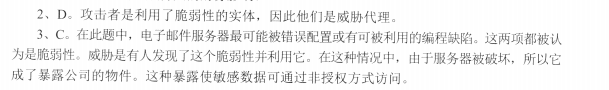 2、D。攻击者是利用了脆弱性的实体，因此他们是威胁代理。
3、C。在此题中，电子邮件服务器最可能被错误配置或有可被利用的编程缺陷。这两项都被认
为是脆弱性。威胁是有人发现了这个脆弱性并利用它。在这种情况中，由于服务器被破坏，所以它
成了暴露公司的物件。这种暴露使敏感数据可通过非授权方式访问。